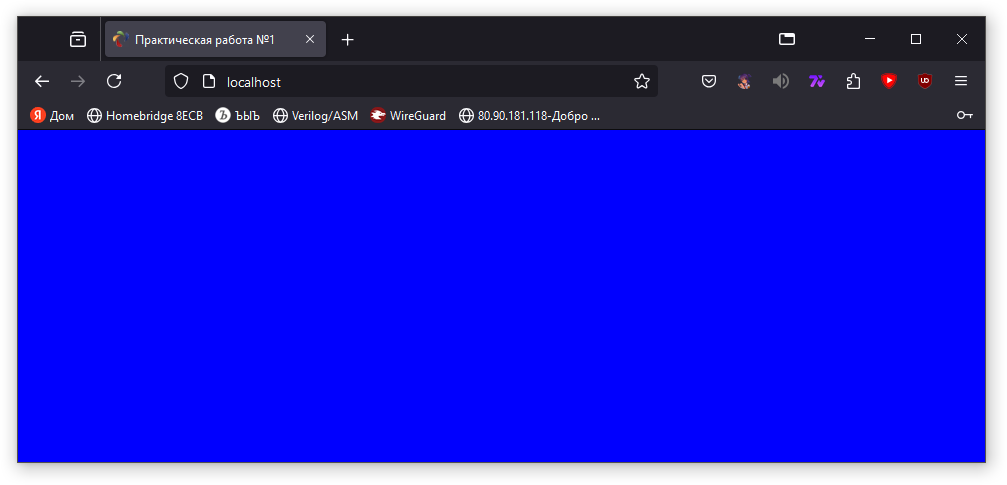 Практическая работа №1
localhost
Я Дом Homebridge 8ECB Ъ ЪЫЪ Verilog/ASM WireGuard 80.90.181.118-Добро ...